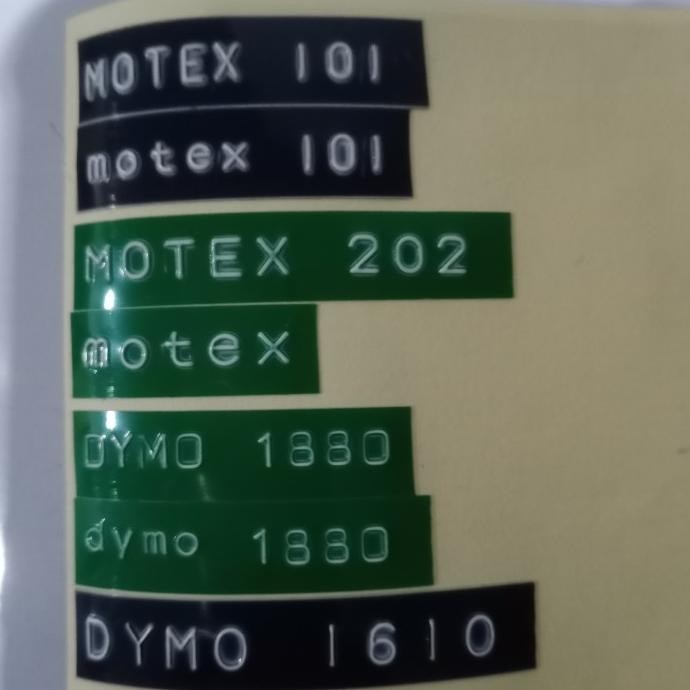 MOTEX 101
motex 101
MOTEX 202
motex
DYMO 1880
dymo 1880
DYMO 1610